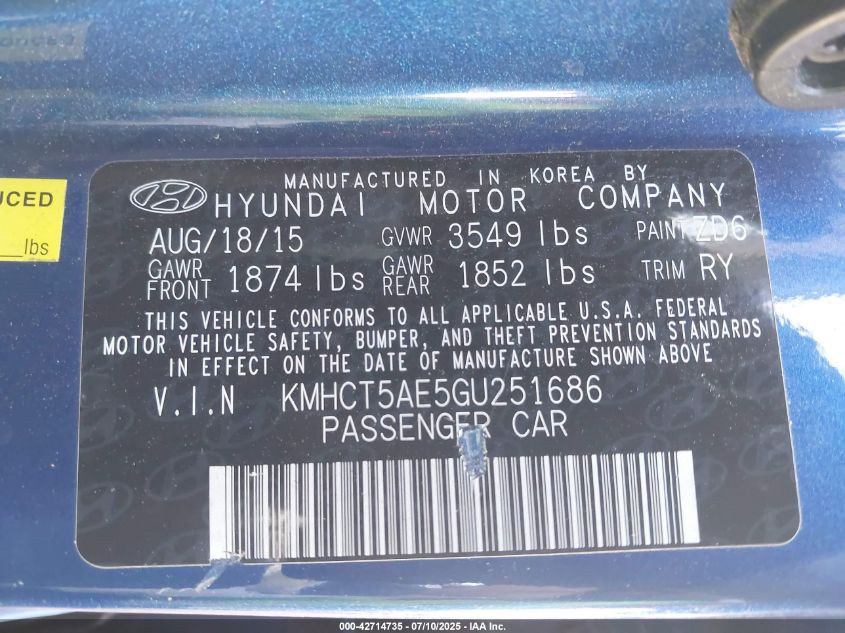 UCED
lbs
MANUFACTURED IN KOREA BY
HYUNDAI MOTOR COMPANY
AUG/18/15 GVWR 3549 lbs PAINT ZD6
GAWR FRONT 1874 lbs GAWR REAR 1852 lbs TRIM RY
THIS VEHICLE CONFORMS TO ALL APPLICABLE U.S.A. FEDERAL
MOTOR VEHICLE SAFETY, BUMPER, AND THEFT PREVENTION STANDARDS
IN EFFECT ON THE DATE OF MANUFACTURE SHOWN ABOVE
V.I.N KMHCT5AE5GU251686
PASSENGER CAR
000-42714735 - 07/10/2025 - IAA Inc.